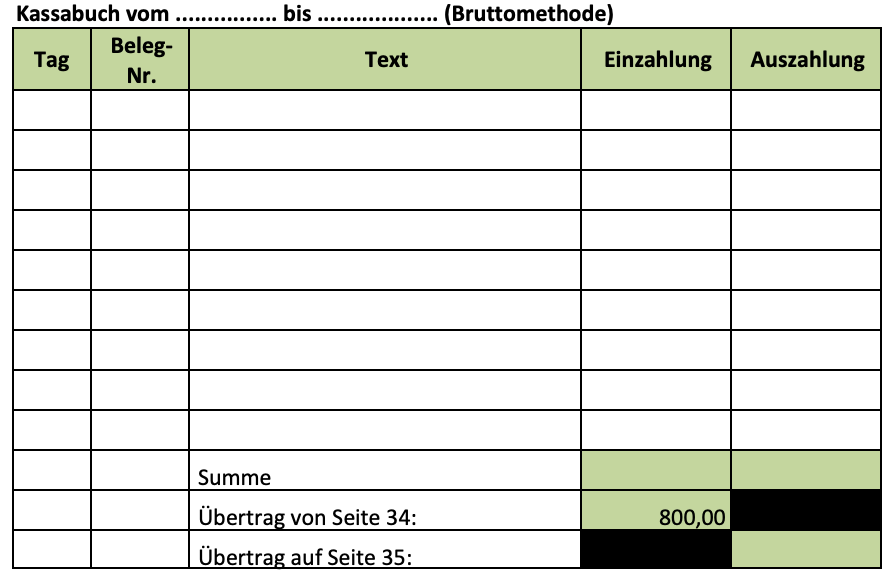 Kassabuch vom ................ bis ................... (Bruttomethode)
Tag Beleg-Nr. Text Einzahlung Auszahlung
Summe
Übertrag von Seite 34: 800,00
Übertrag auf Seite 35: